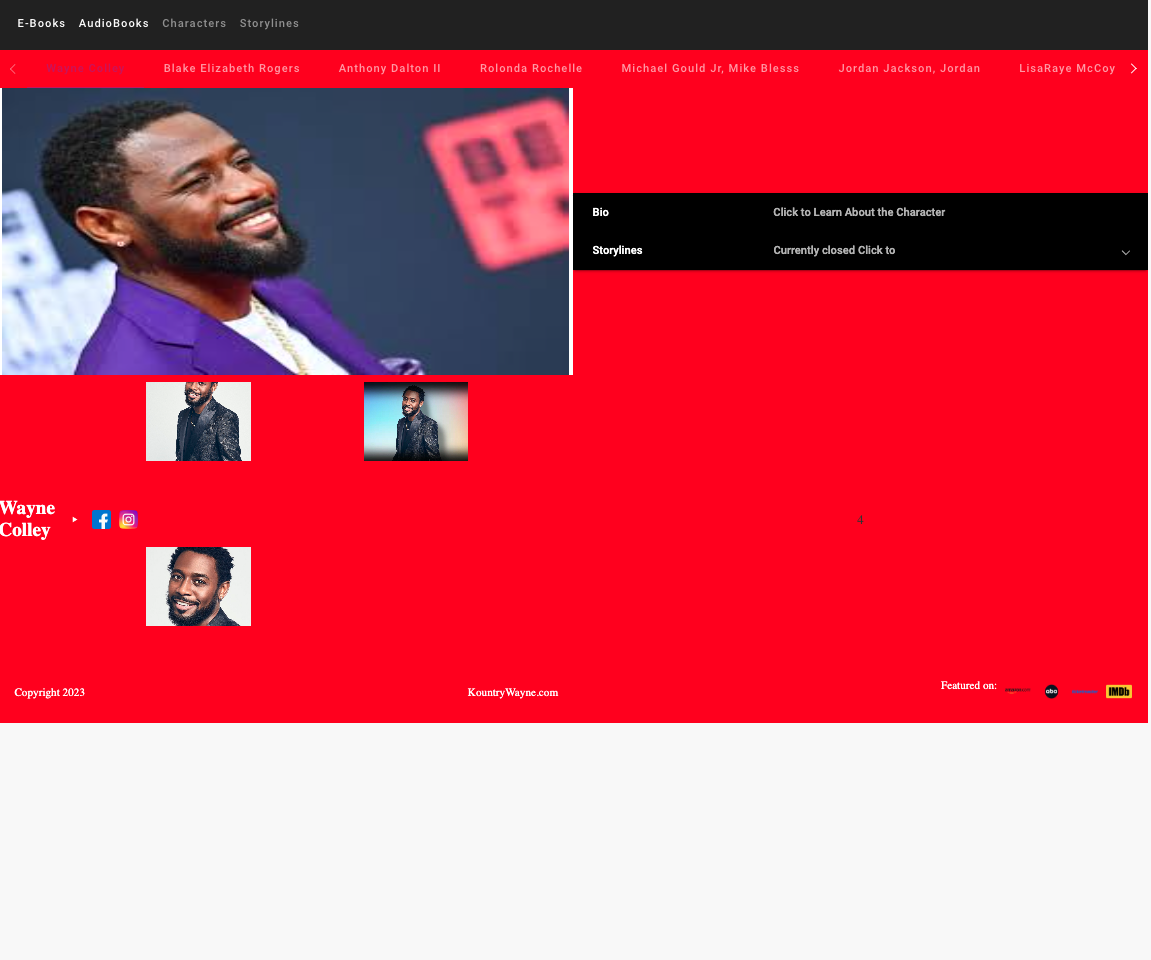 E-Books AudioBooks Characters Storylines
Blake Elizabeth Rogers Anthony Dalton II Rolonda Rochelle Michael Gould Jr, Mike Blesss Jordan Jackson, Jordan LisaRaye McCoy
Bio Click to Learn About the Character
Storylines Currently closed Click to
Wayne
Colley
4
Copyright 2023 KountryWayne.com Featured on: abc IMDb